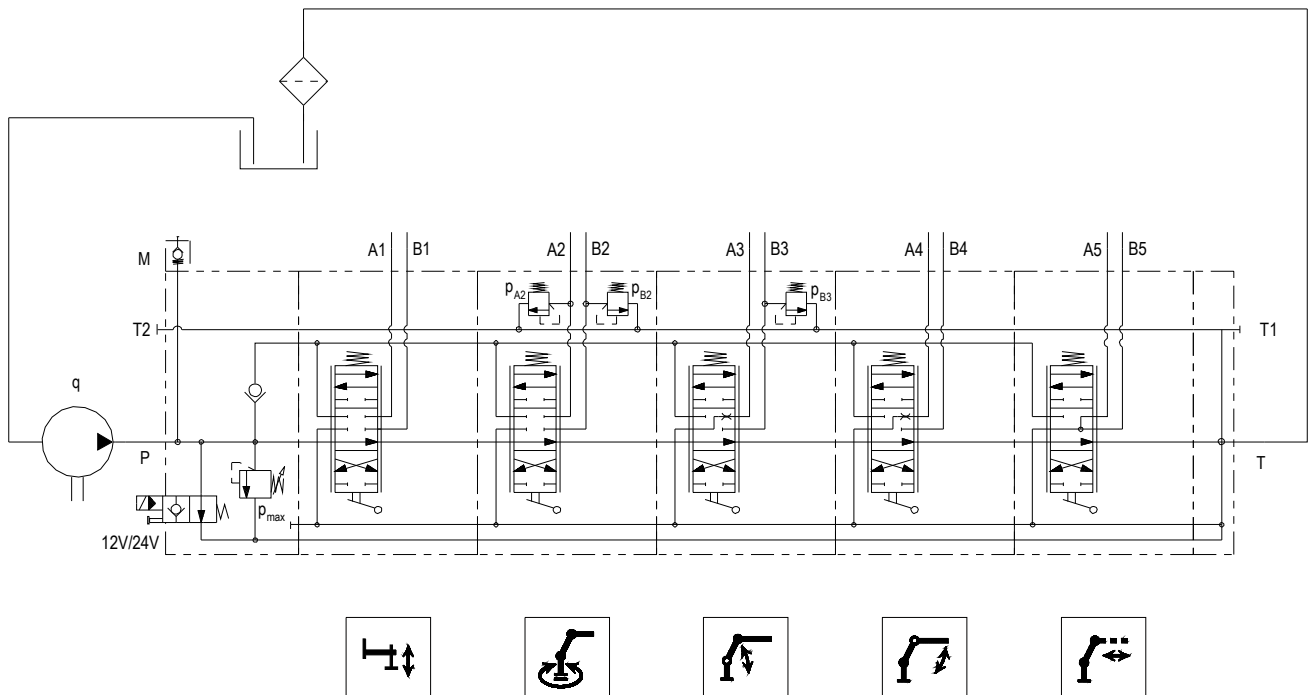 M A1 B1 A2 B2 A3 B3 A4 B4 A5 B5
pA2 pB2 pB3
T2 T1
q
P T
pmax
12V/24V